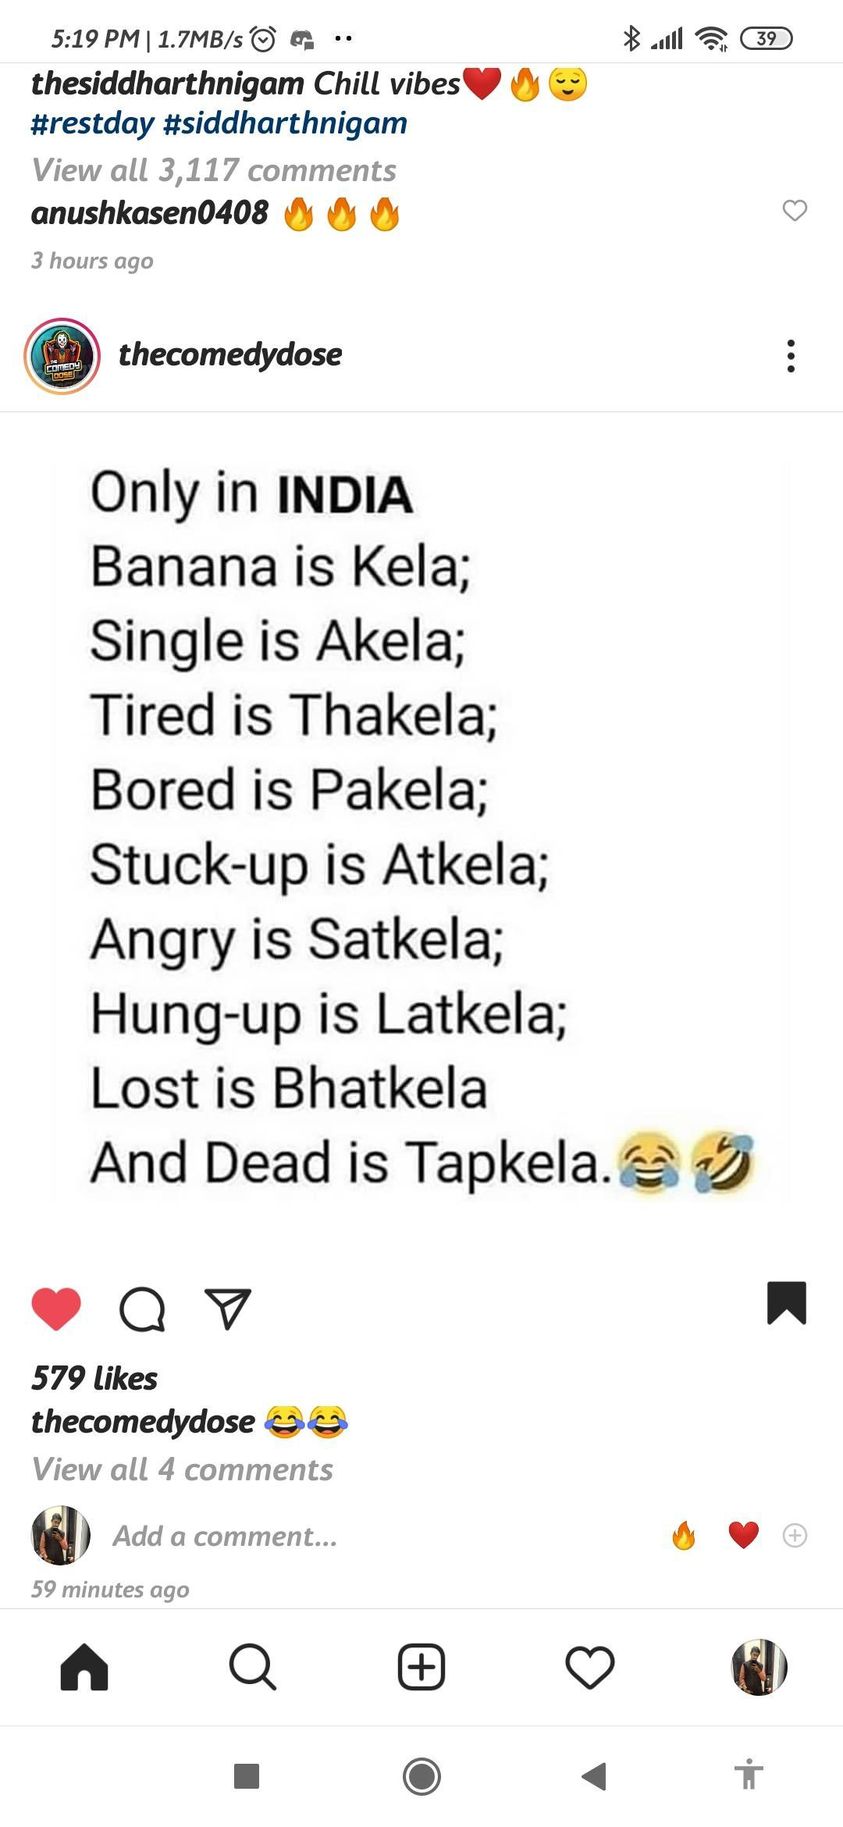 5:19 PM | 1.7MB/s
39
thesiddharthnigam Chill vibes❤️🔥😌
#restday #siddharthnigam
View all 3,117 comments
anushkasen0408 🔥🔥🔥
3 hours ago
THE COMEDY DOSE
thecomedydose
Only in INDIA
Banana is Kela;
Single is Akela;
Tired is Thakela;
Bored is Pakela;
Stuck-up is Atkela;
Angry is Satkela;
Hung-up is Latkela;
Lost is Bhatkela
And Dead is Tapkela.😂🤣
579 likes
thecomedydose 😂😂
View all 4 comments
Add a comment...
59 minutes ago